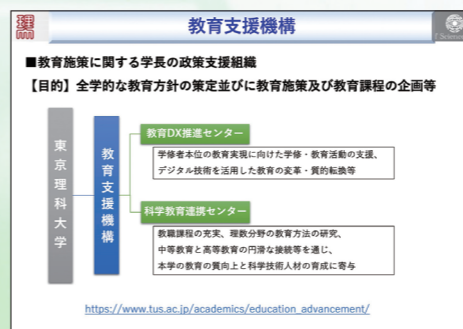 教育支援機構
■教育施策に関する学長の政策支援組織
【目的】全学的な教育方針の策定並びに教育施策及び教育課程の企画等
東京理科大学
教育支援機構
教育DX推進センター
学修者本位の教育実現に向けた学修・教育活動の支援、
デジタル技術を活用した教育の変革・質的転換等
科学教育連携センター
教職課程の充実、理数分野の教育方法の研究、
中等教育と高等教育の円滑な接続等を通じ、
本学の教育の質向上と科学技術人材の育成に寄与
https://www.tus.ac.jp/academics/education_advancement/